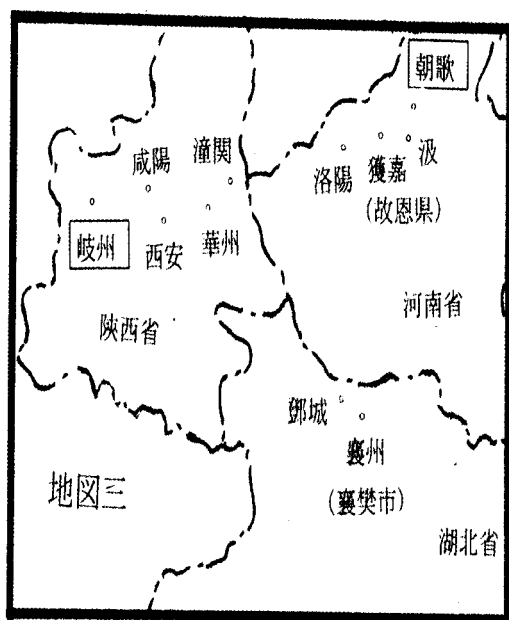 朝歌
咸陽
潼関
洛陽
獲嘉
汲
(故恩県)
岐州
西安
華州
陝西省
河南省
鄧城
襄州
(襄樊市)
地図三
湖北省